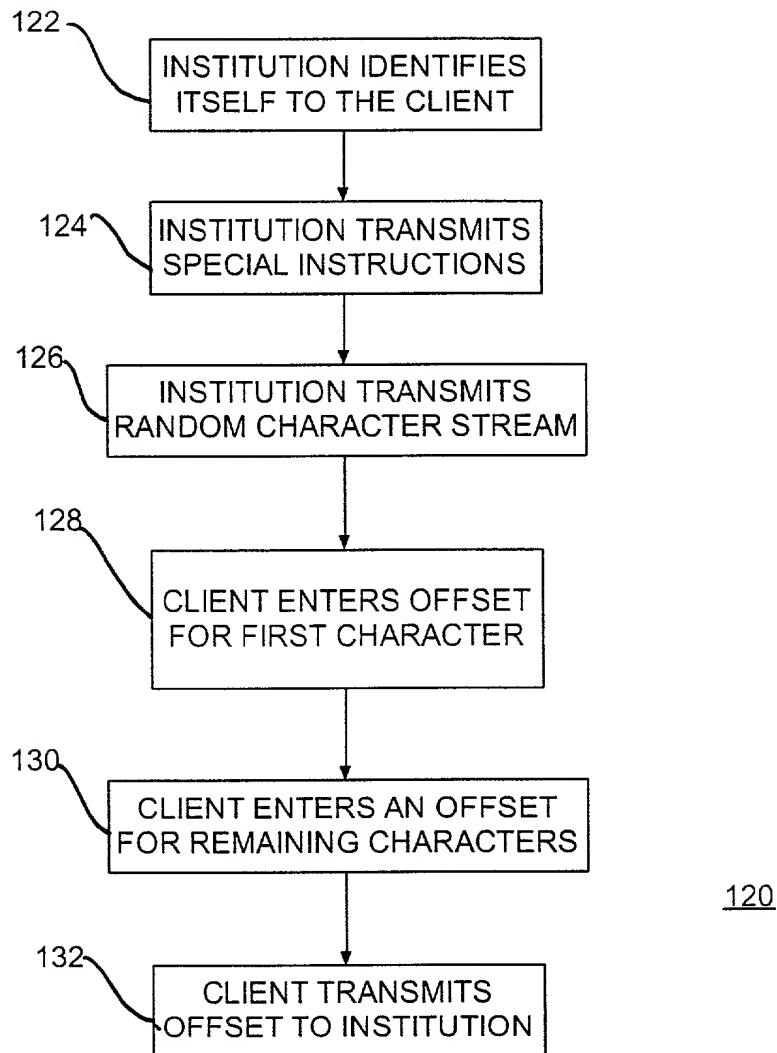 122
INSTITUTION IDENTIFIES
ITSELF TO THE CLIENT
124
INSTITUTION TRANSMITS
SPECIAL INSTRUCTIONS
126
INSTITUTION TRANSMITS
RANDOM CHARACTER STREAM
128
CLIENT ENTERS OFFSET
FOR FIRST CHARACTER
130
CLIENT ENTERS AN OFFSET
FOR REMAINING CHARACTERS
120
132
CLIENT TRANSMITS
OFFSET TO INSTITUTION